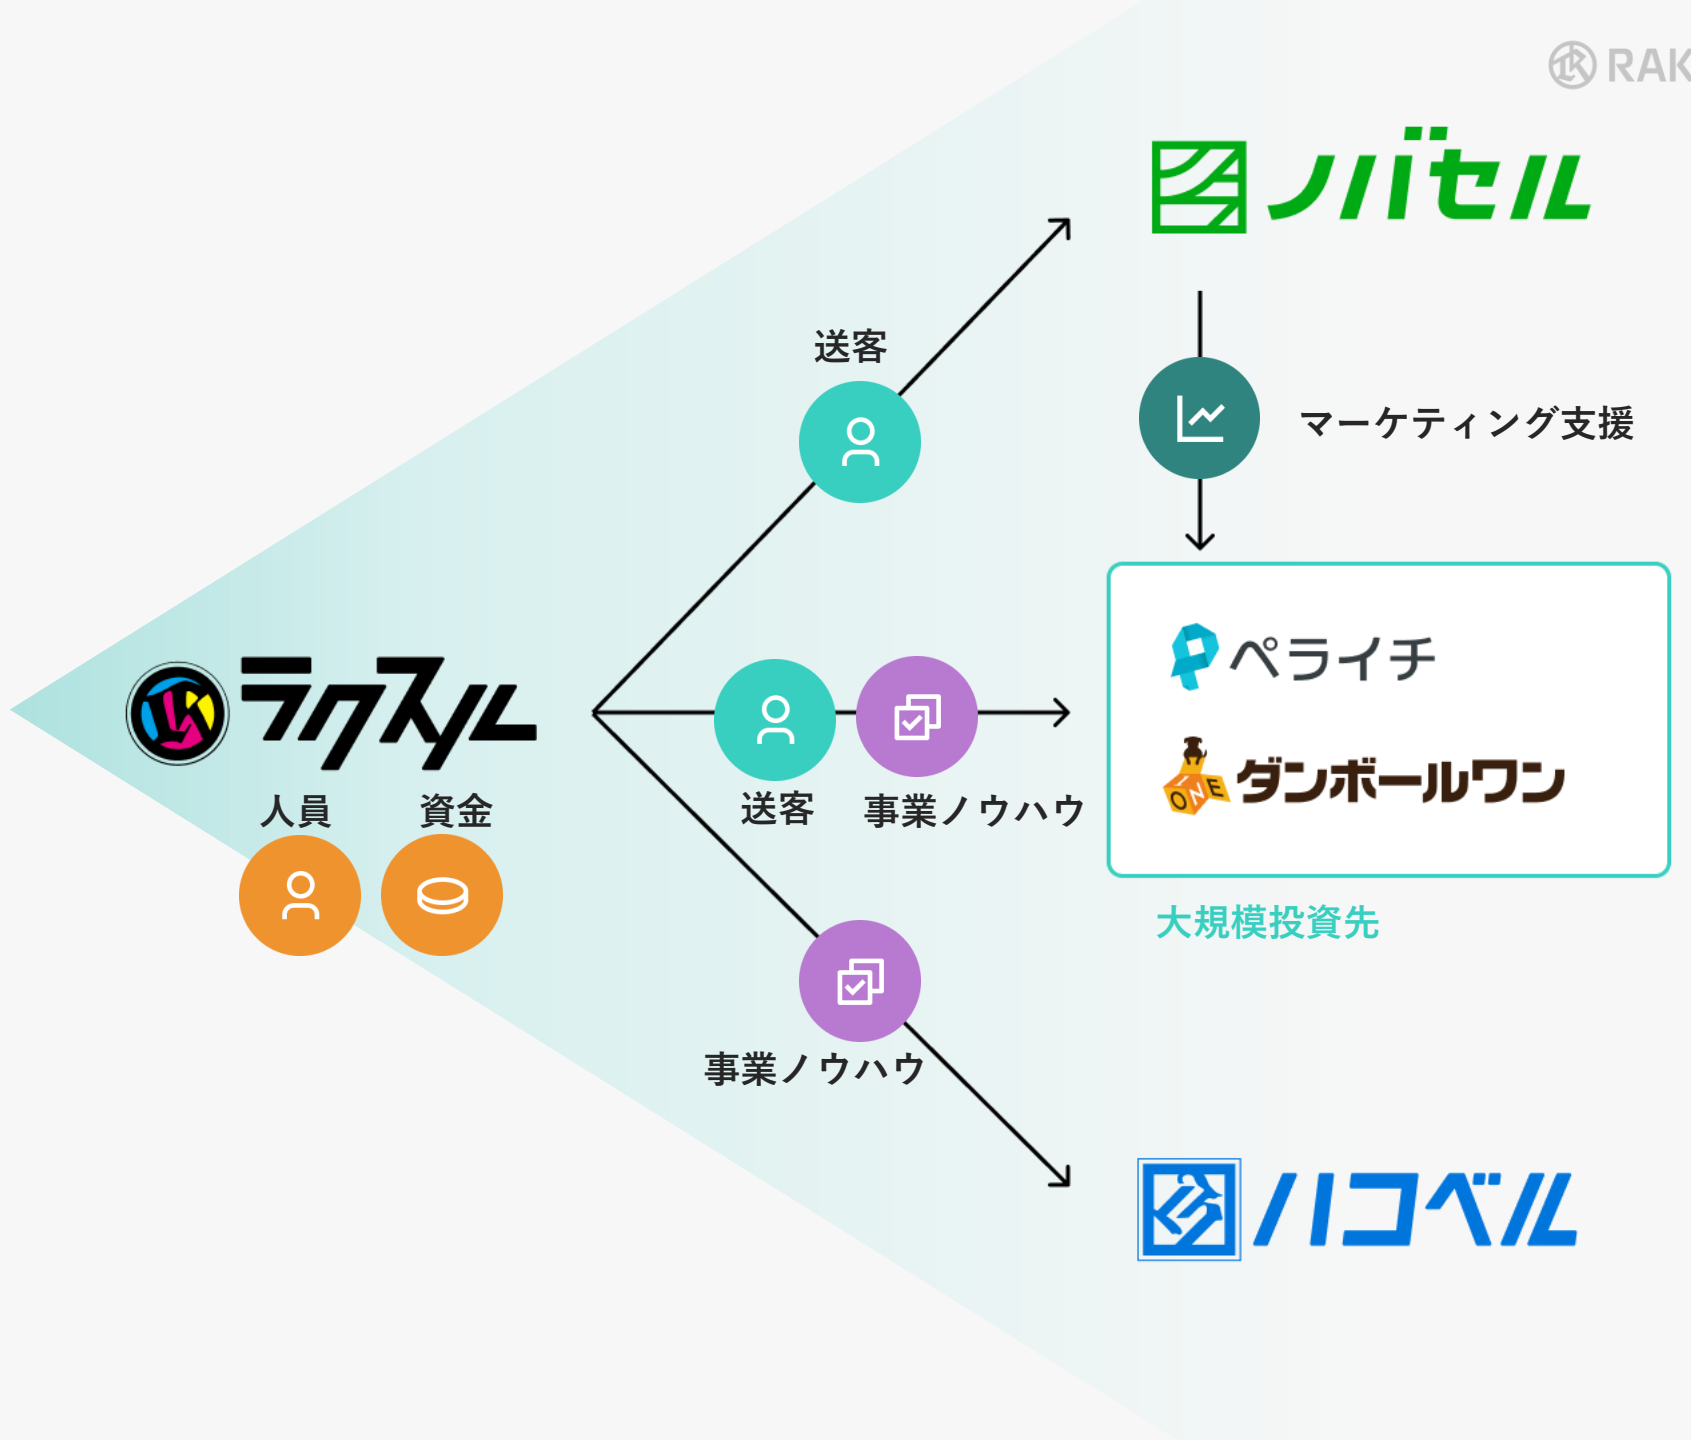 RAK
ノバセル
送客
マーケティング支援
ペライチ
ラクスル
ONE
ダンボールワン
人員
資金
送客
事業ノウハウ
大規模投資先
事業ノウハウ
ハコベル